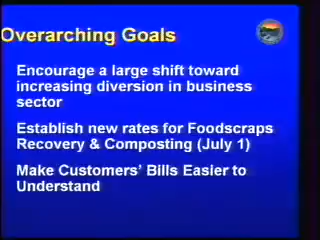 Overarching Goals
Encourage a large shift toward
increasing diversion in business
sector
Establish new rates for Foodscraps
Recovery & Composting (July 1)
Make Customers' Bills Easier to
Understand